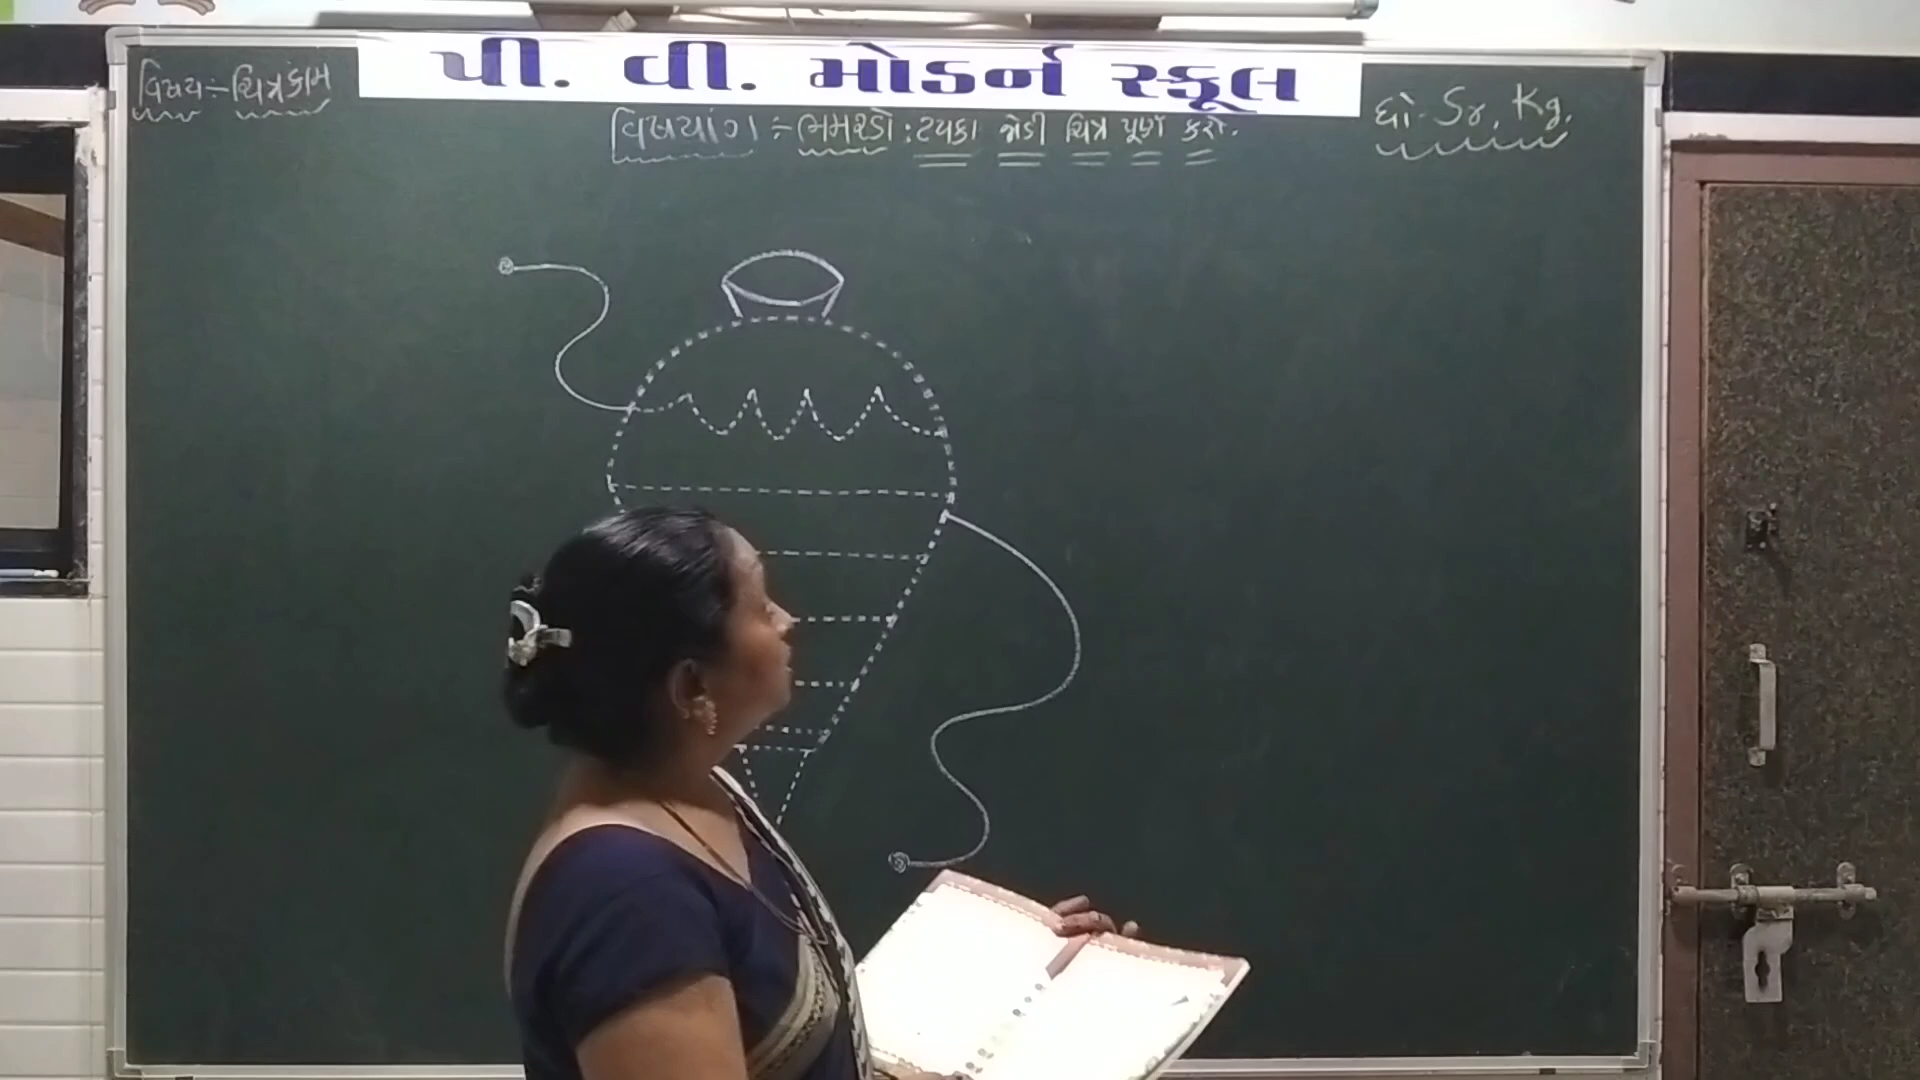 પી. વી. મોડર્ન સ્કૂલ
વિષય :- ચિત્રકામ
ધો- Sr. Kg.
વિષયાંગ :- ભમરડો : ટપકા જોડી ચિત્ર પૂર્ણ કરો.